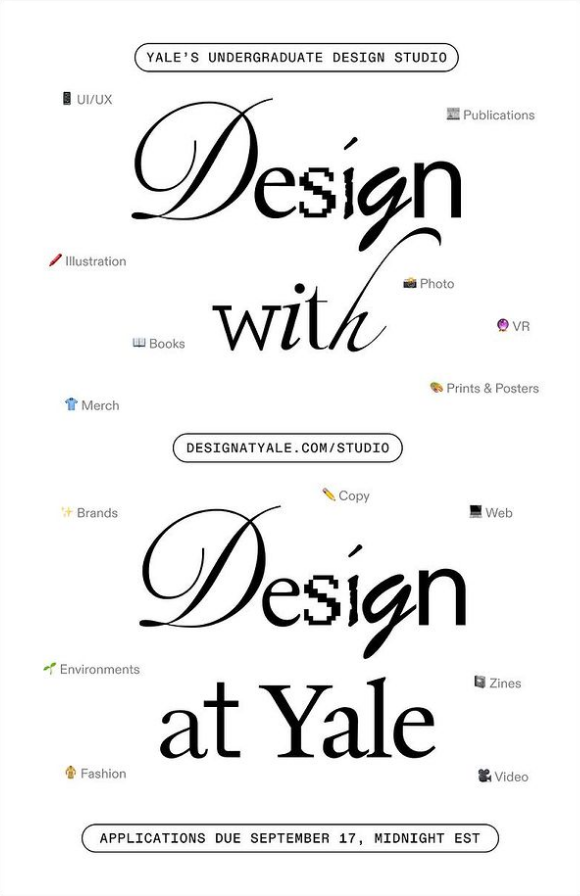 YALE'S UNDERGRADUATE DESIGN STUDIO
UI/UX
Publications
Design
Illustration
with
Photo
VR
Books
Prints & Posters
Merch
DESIGNATYALE.COM/STUDIO
Copy
Brands
Web
Design
Environments
Zines
at Yale
Fashion
Video
APPLICATIONS DUE SEPTEMBER 17, MIDNIGHT EST